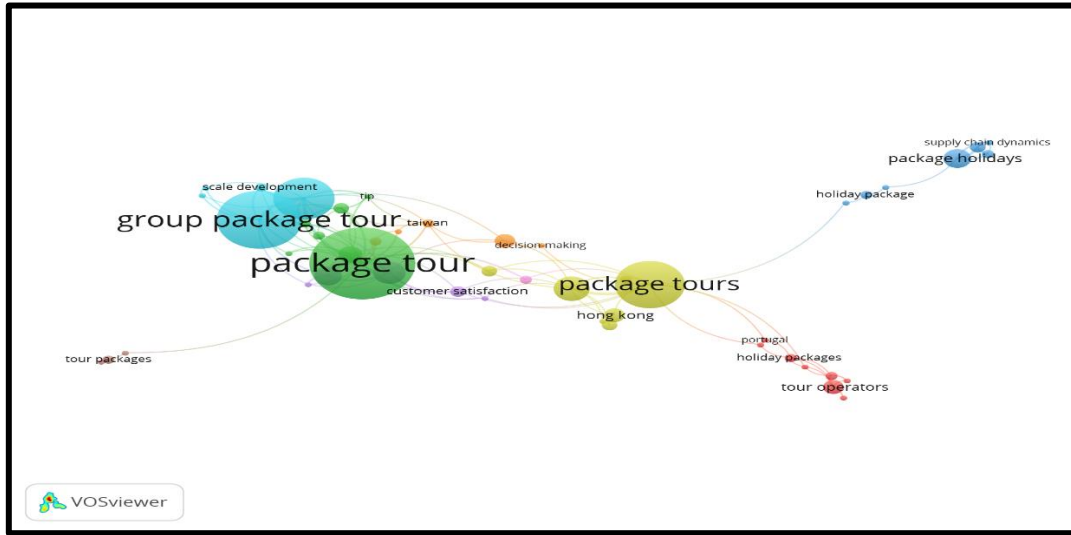 supply chain dynamics
package holidays
scale development
holiday package
tip
group package tour
taiwan
decision making
package tour
package tours
customer satisfaction
hong kong
portugal
tour packages
holiday packages
tour operators
VOSviewer